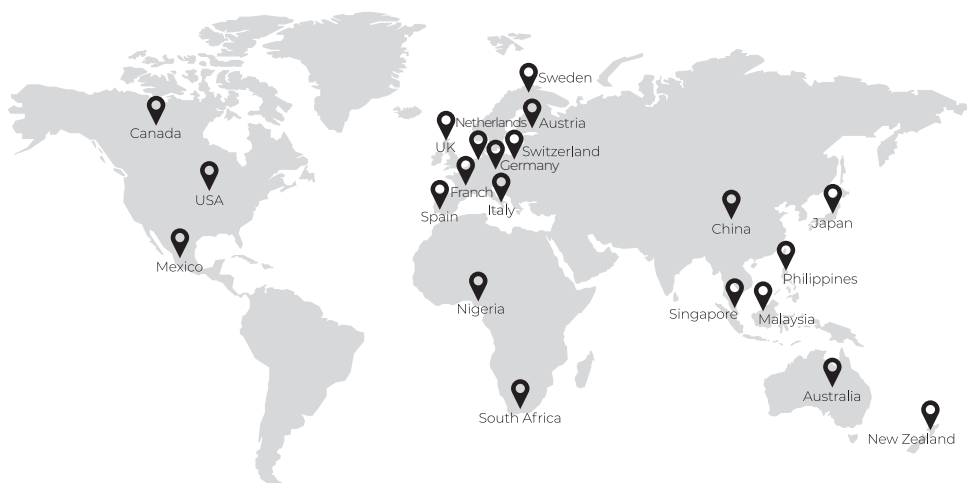 Sweden
Canada
Netherlands
Austria
UK
Switzerland
Germany
USA
Franch
Italy
Spain
Japan
China
Mexico
Philippines
Nigeria
Singapore
Malaysia
Australia
South Africa
New Zealand